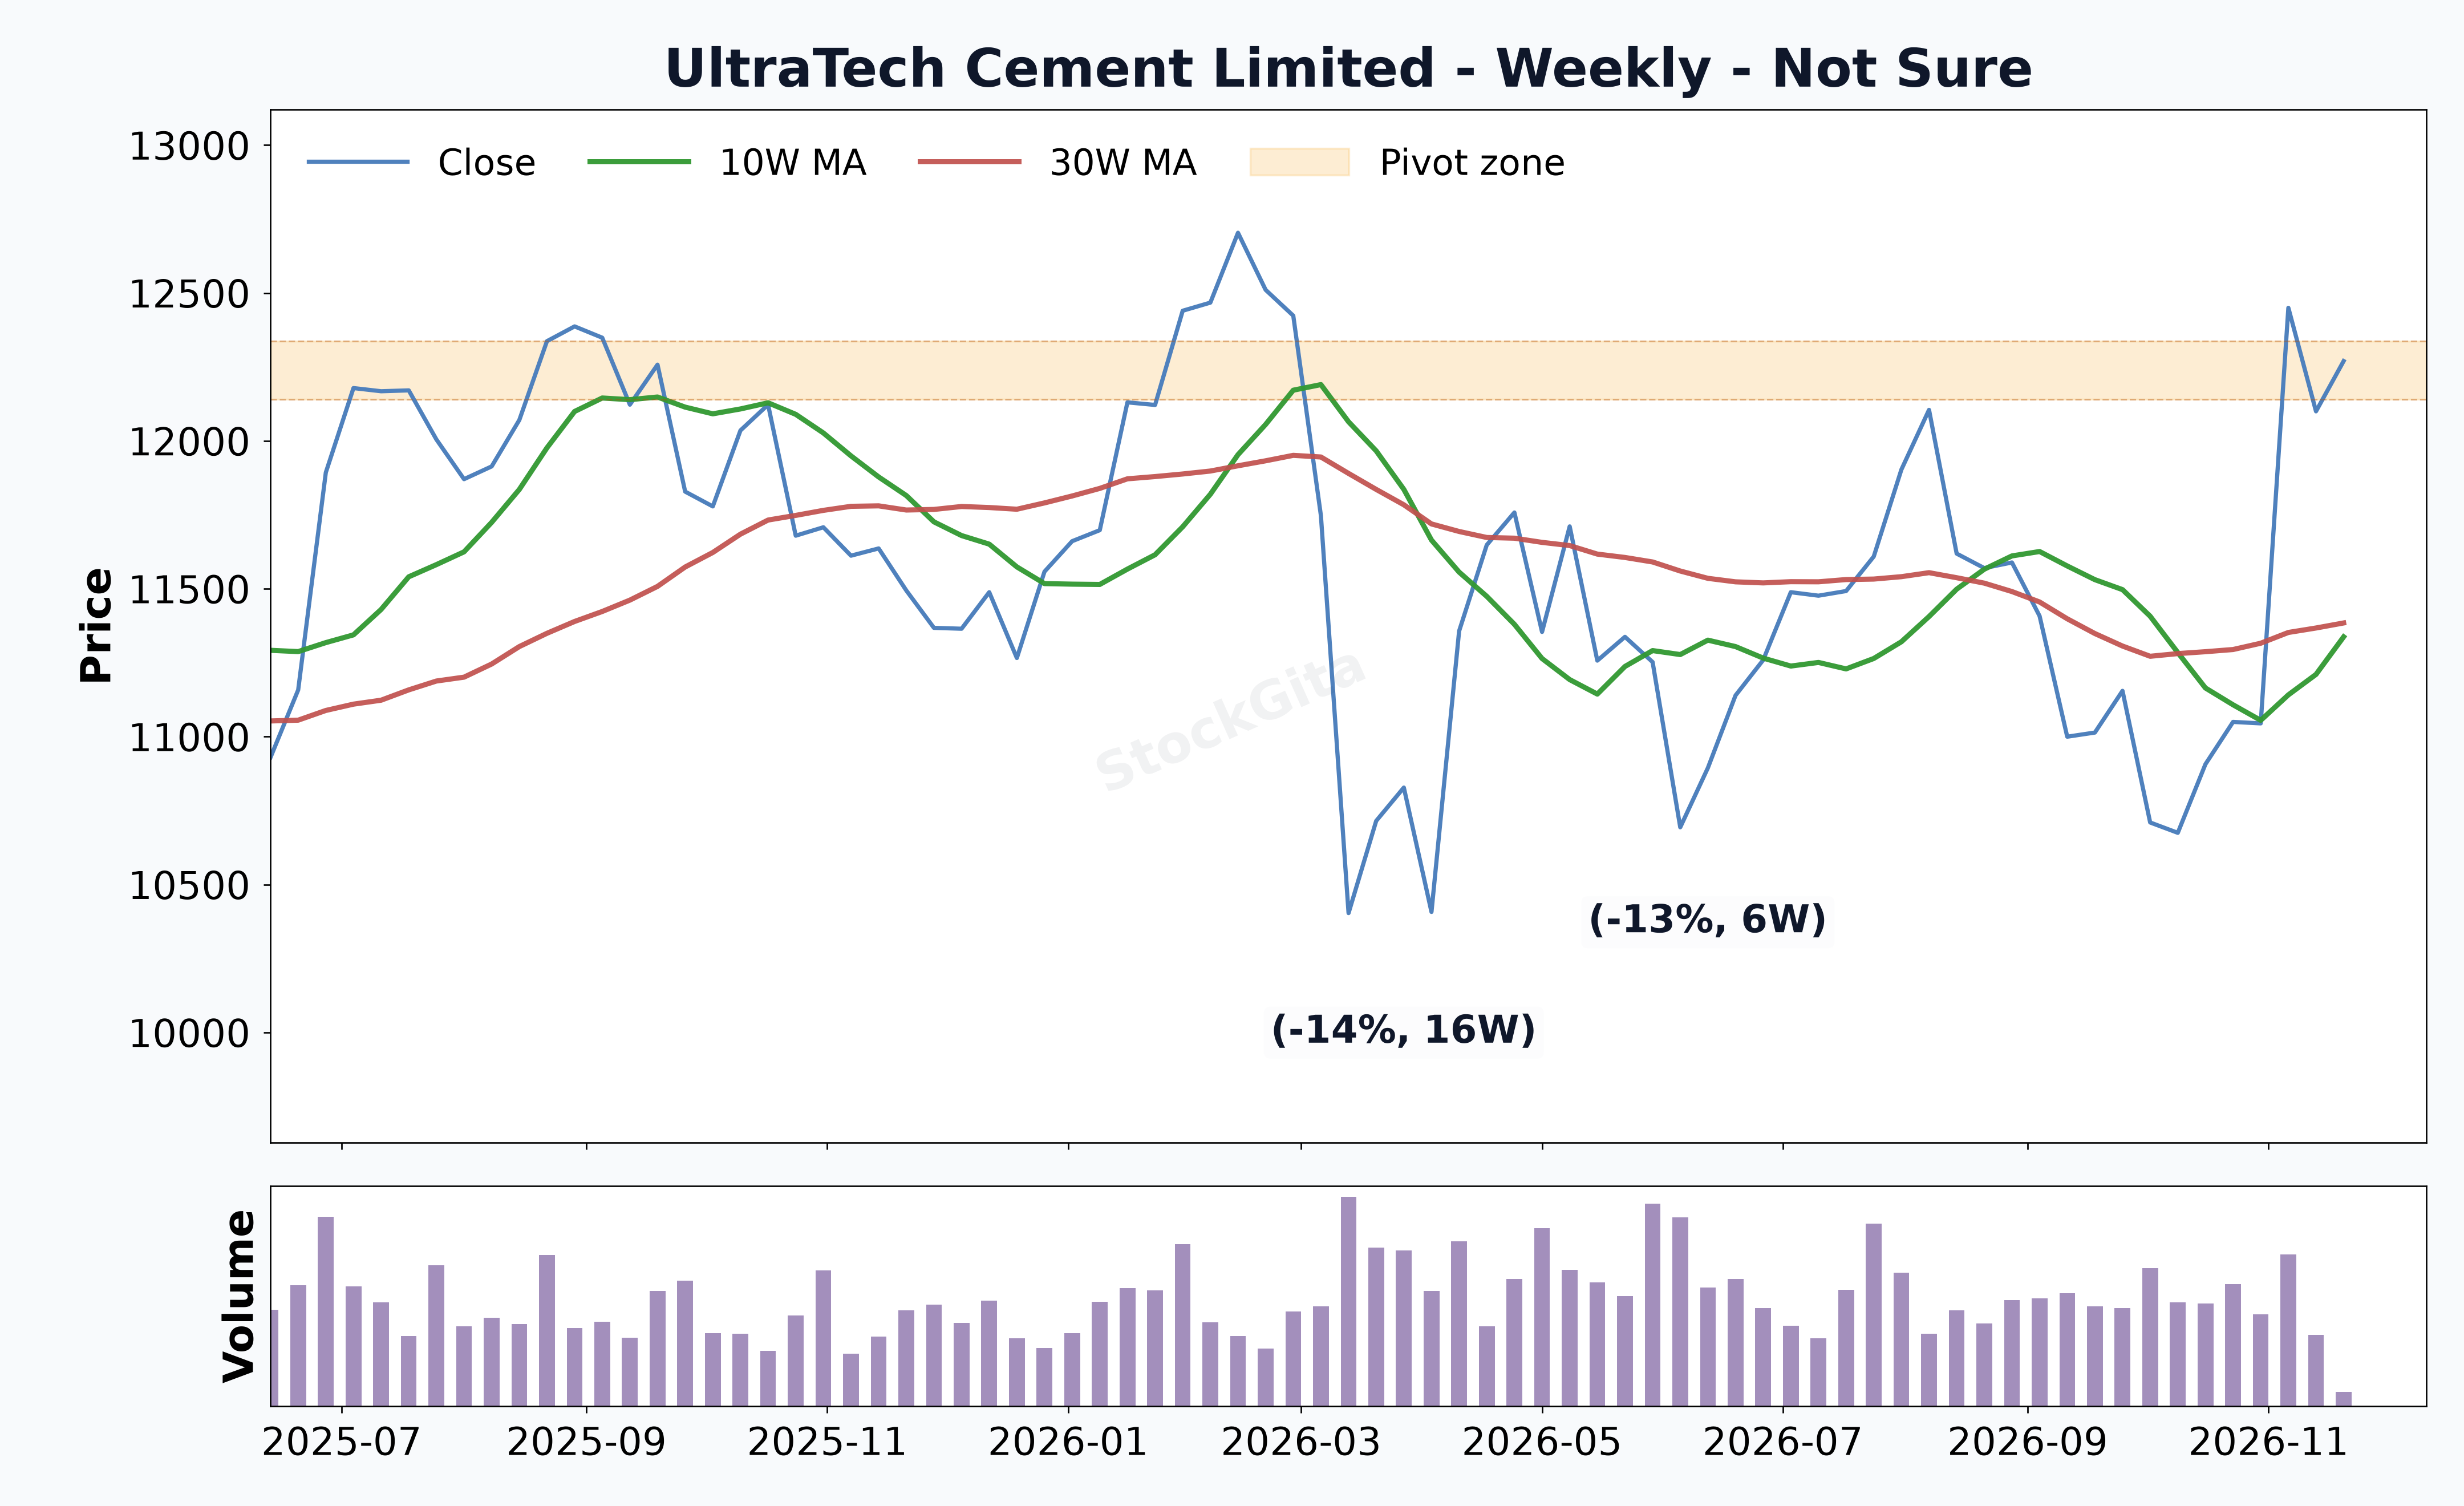 UltraTech Cement Limited - Weekly - Not Sure
Close 10W MA 30W MA Pivot zone
13000
12500
12000
11500
11000
10500
10000
Price
StockGita
(-13%, 6W)
(-14%, 16W)
Volume
2025-07 2025-09 2025-11 2026-01 2026-03 2026-05 2026-07 2026-09 2026-11